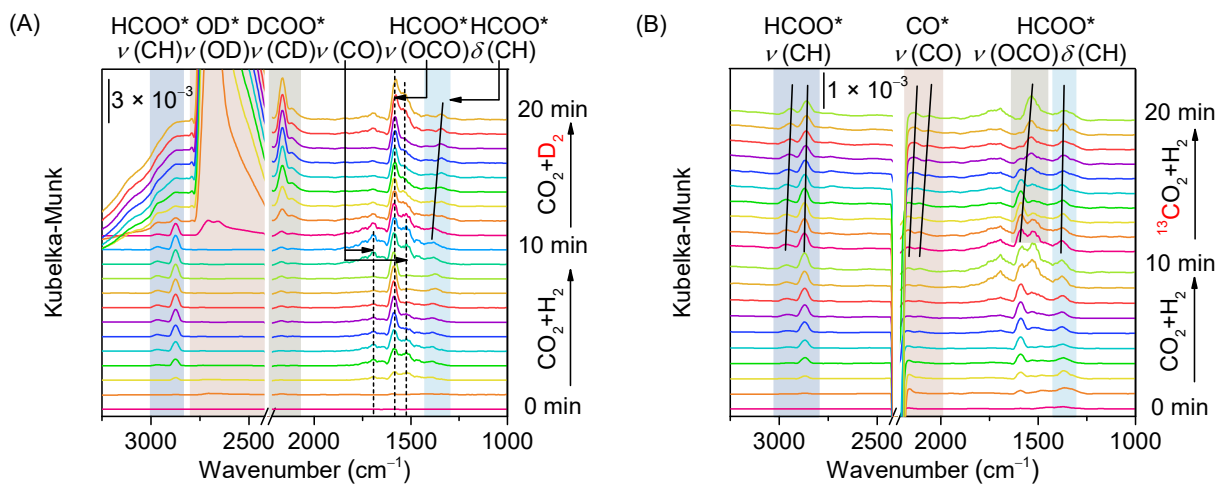 (A)
HCOO* OD* DCOO* HCOO* HCOO*
ν (CH) ν (OD) ν (CD) ν (CO) ν (OCO) δ (CH)
3 × 10⁻³
20 min
CO₂+D₂
10 min
CO₂+H₂
0 min
Kubelka-Munk
3000 2500 2000 1500 1000
Wavenumber (cm⁻¹)
(B)
HCOO* CO* HCOO*
ν (CH) ν (CO) ν (OCO) δ (CH)
1 × 10⁻³
20 min
¹³CO₂+H₂
10 min
CO₂+H₂
0 min
Kubelka-Munk
3000 2500 2000 1500 1000
Wavenumber (cm⁻¹)